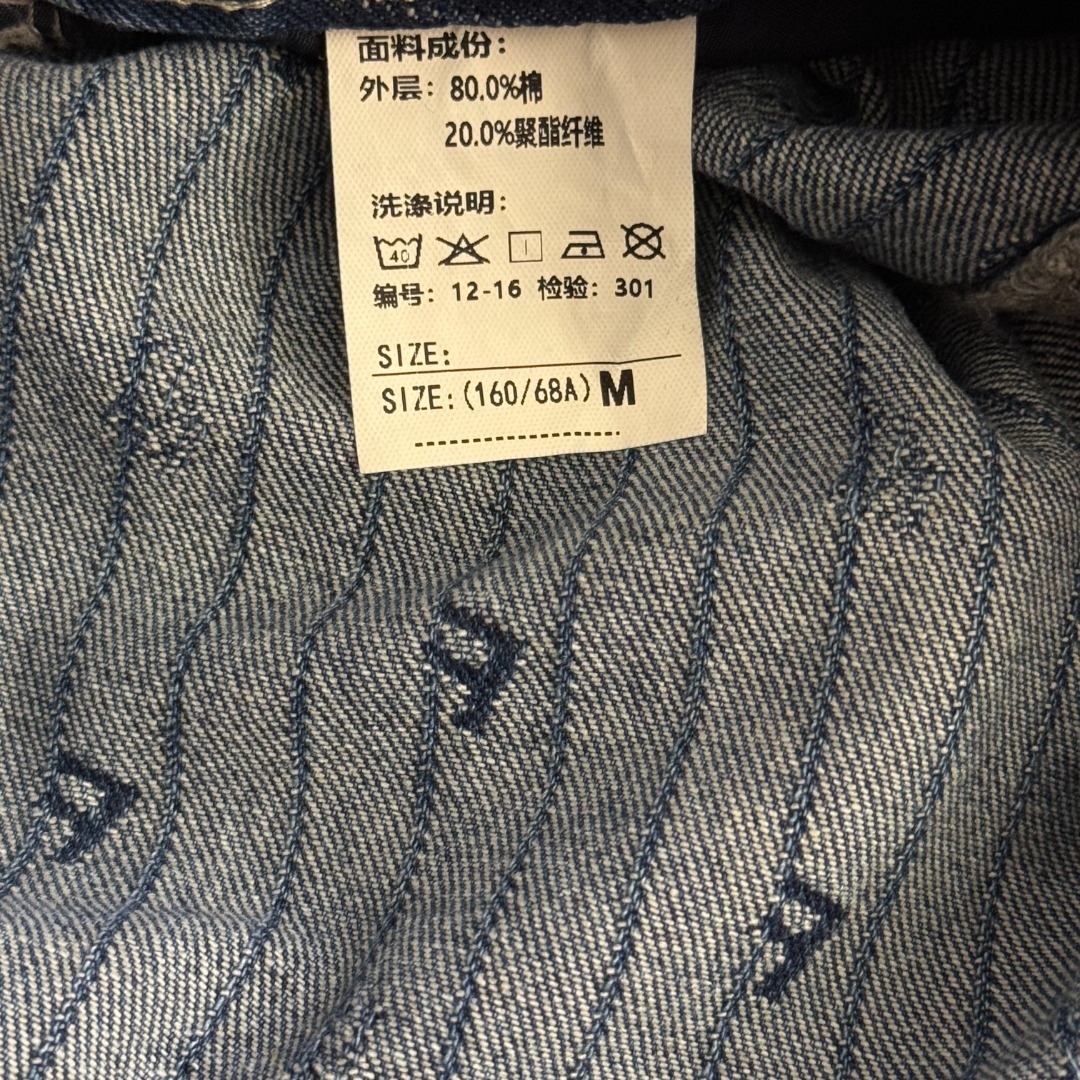 面料成份：
外层：80.0%棉
20.0%聚酯纤维
洗涤说明：
40
编号：12-16 检验：301
SIZE:
SIZE:(160/68A) M